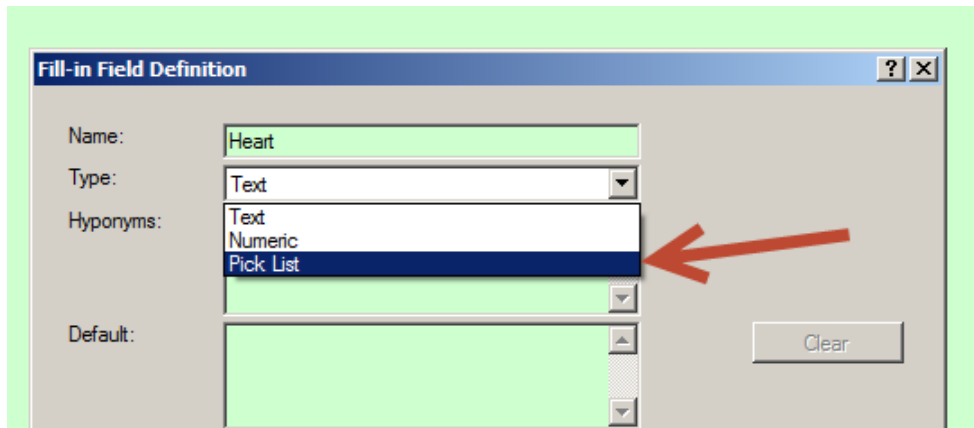 Fill-in Field Definition
Name: Heart
Type: Text
Hyponyms: Text
Numeric
Pick List
Default:
Clear